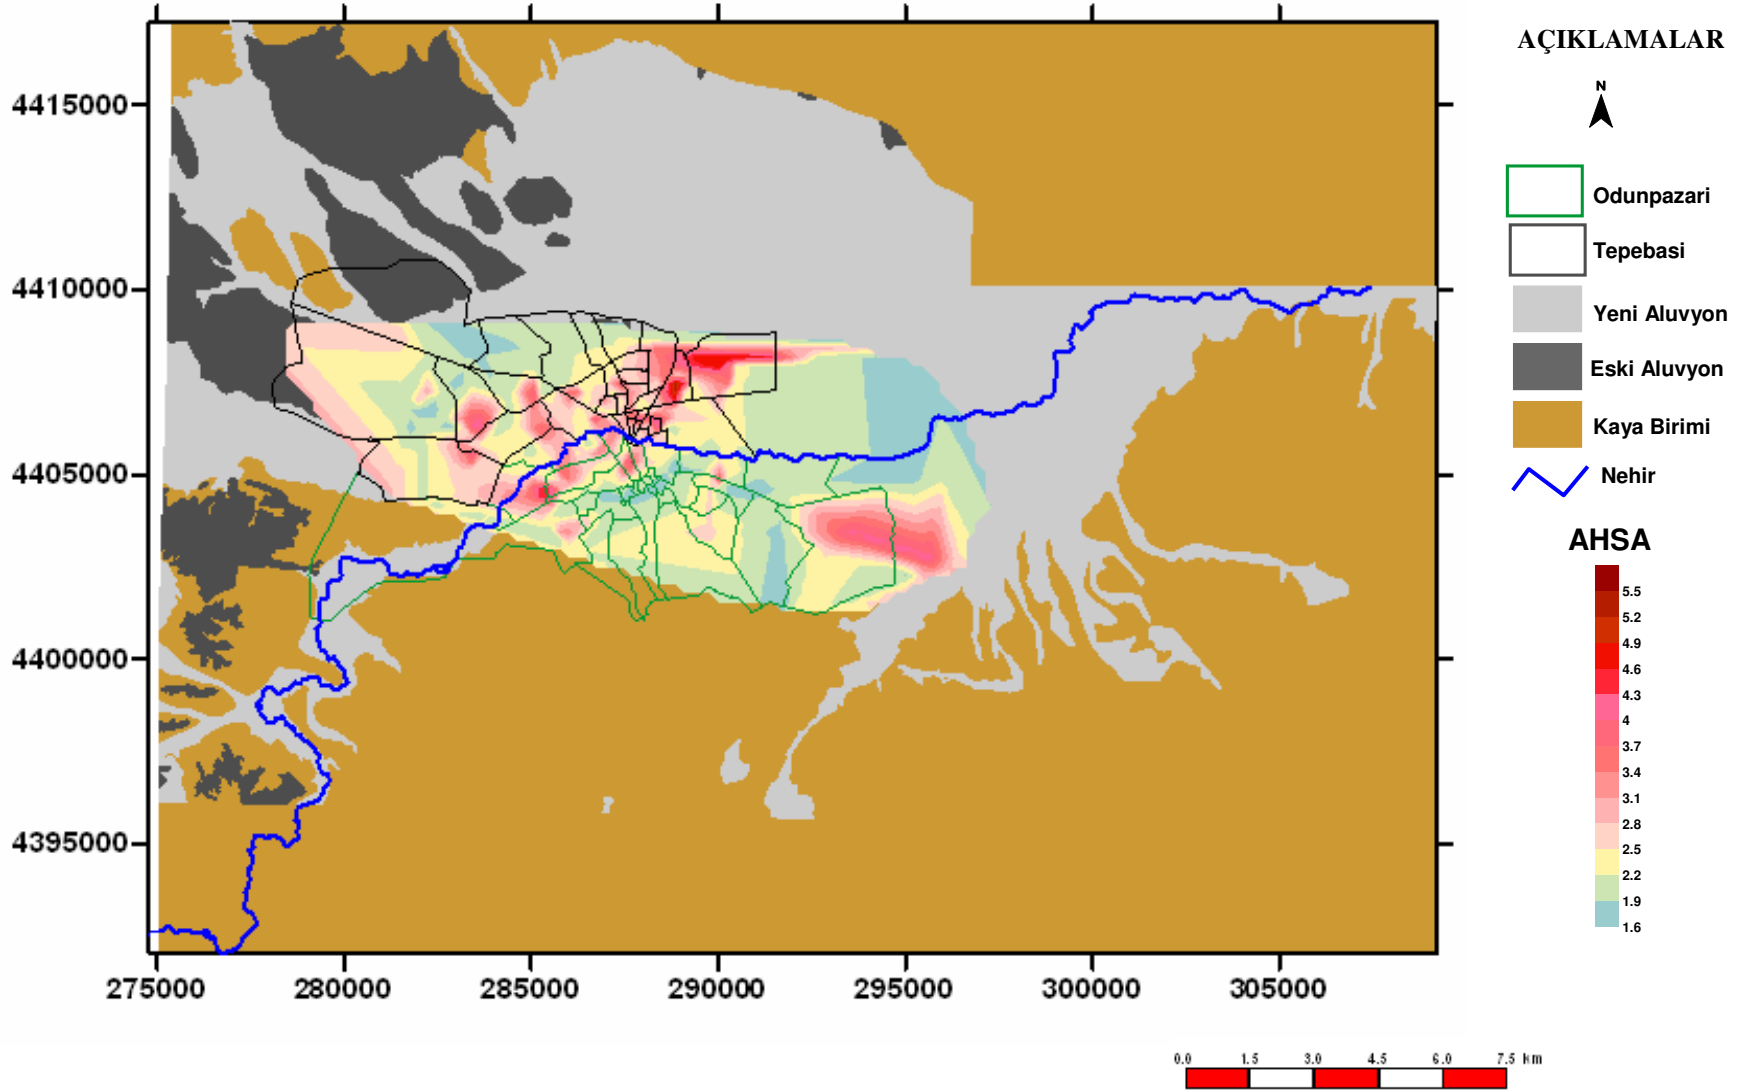 AÇIKLAMALAR
N
4415000
4410000
4405000
4400000
4395000
275000 280000 285000 290000 295000 300000 305000
Odunpazari
Tepebasi
Yeni Aluvyon
Eski Aluvyon
Kaya Birimi
Nehir
AHSA
5.5
5.2
4.9
4.6
4.3
4
3.7
3.4
3.1
2.8
2.5
2.2
1.9
1.6
0.0 1.5 3.0 4.5 6.0 7.5 km